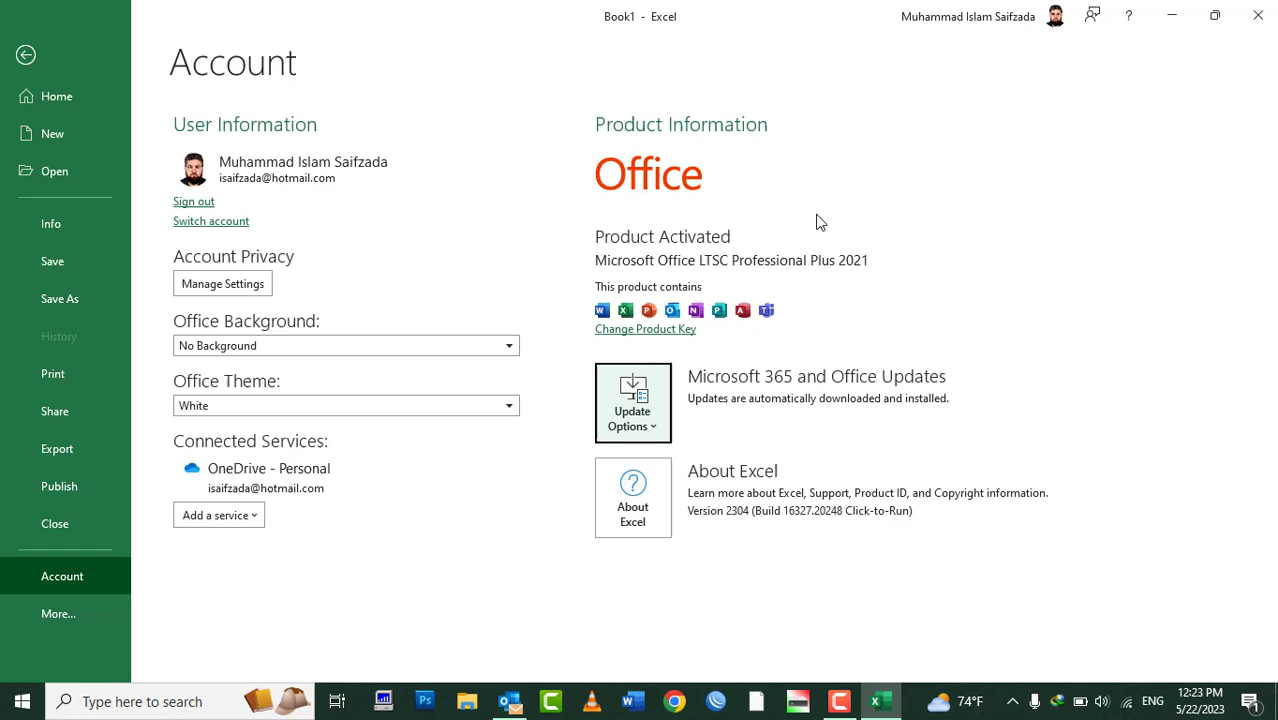 Book1 - Excel
Muhammad Islam Saifzada
?
Account
Home
New
Open
Info
Save
Save As
History
Print
Share
Export
Publish
Close
Account
More...
User Information
Muhammad Islam Saifzada
isaifzada@hotmail.com
Sign out
Switch account
Account Privacy
Manage Settings
Office Background:
No Background
Office Theme:
White
Connected Services:
OneDrive - Personal
isaifzada@hotmail.com
Add a service
Product Information
Office
Product Activated
Microsoft Office LTSC Professional Plus 2021
This product contains
Change Product Key
Update
Options
Microsoft 365 and Office Updates
Updates are automatically downloaded and installed.
About
Excel
About Excel
Learn more about Excel, Support, Product ID, and Copyright information.
Version 2304 (Build 16327.20248 Click-to-Run)
Type here to search
74°F
ENG
12:23 PM
5/22/2023